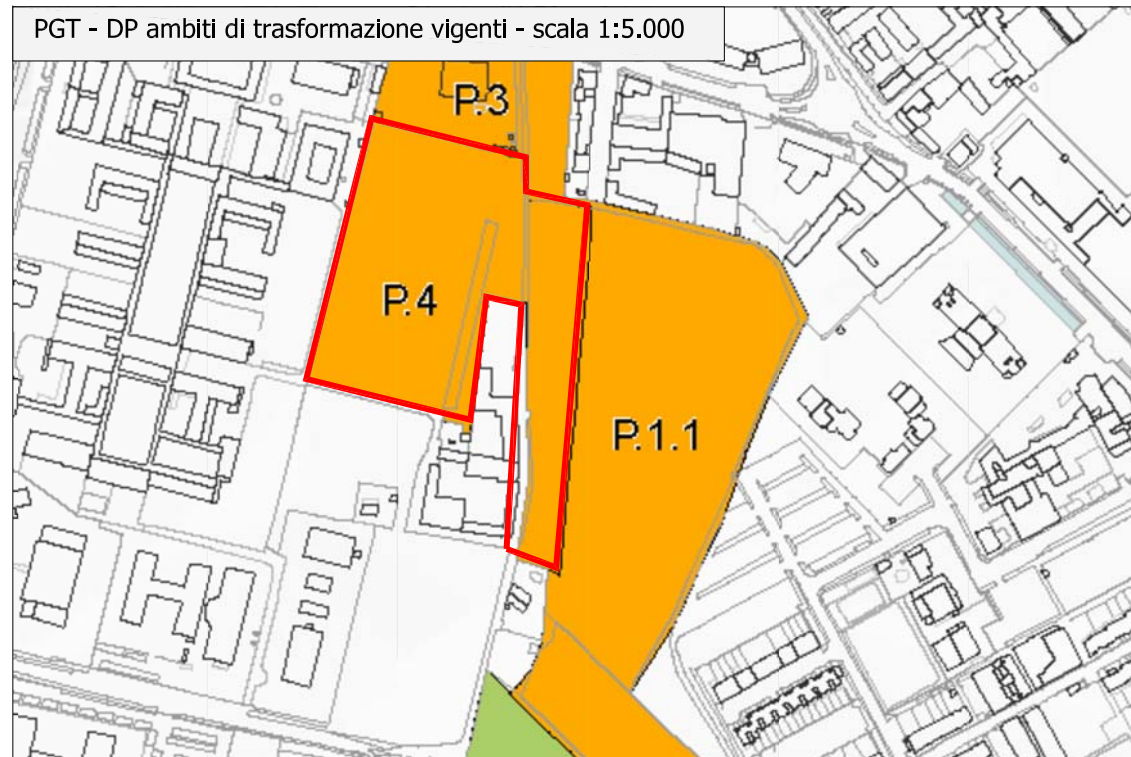 PGT - DP ambiti di trasformazione vigenti - scala 1:5.000
P.3
P.4
P.1.1